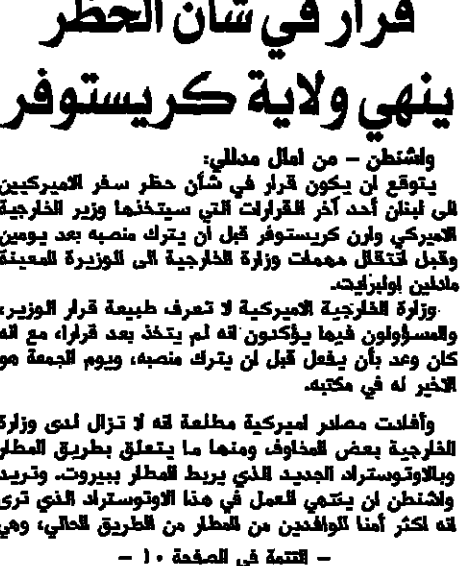 قرار في شأن الحظر
ينهي ولاية كريستوفر
واشنطن – من امال مدللي:
يتوقع ان يكون قرار في شأن حظر سفر الاميركيين
الى لبنان أحد آخر القرارات التي سيتخذها وزير الخارجية
الاميركي وارن كريستوفر قبل أن يترك منصبه بعد يومين
وقبل انتقال مهمات وزارة الخارجية الى الوزيرة المعينة
مادلين اولبرايت.
وزارة الخارجية الاميركية لا تعرف طبيعة قرار الوزير،
والمسؤولون فيها يؤكدون انه لم يتخذ بعد قرارا، مع انه
كان وعد بأن يفعل قبل ان يترك منصبه، ويوم الجمعة هو
الاخير له في مكتبه.
وأفادت مصادر اميركية مطلعة انه لا تزال لدى وزارة
الخارجية بعض المخاوف ومنها ما يتعلق بطريق المطار
وبالاوتوستراد الجديد الذي يربط المطار ببيروت. وتريد
واشنطن ان ينتهي العمل في هذا الاوتوستراد الذي ترى
انه اكثر أمنا للوافدين من المطار من الطريق الحالي، وهي
– التتمة في الصفحة ١٠ –